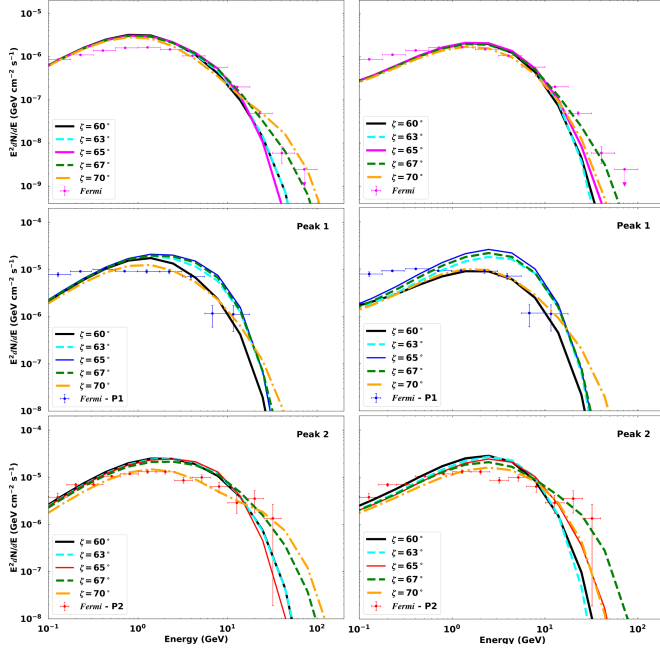 10⁻⁵
10⁻⁶
10⁻⁷
10⁻⁸
10⁻⁹
E²dN/dE (GeV cm⁻² s⁻¹)
ζ = 60°
ζ = 63°
ζ = 65°
ζ = 67°
ζ = 70°
Fermi
ζ = 60°
ζ = 63°
ζ = 65°
ζ = 67°
ζ = 70°
Fermi
10⁻⁴
10⁻⁵
10⁻⁶
10⁻⁷
10⁻⁸
E²dN/dE (GeV cm⁻² s⁻¹)
Peak 1
ζ = 60°
ζ = 63°
ζ = 65°
ζ = 67°
ζ = 70°
Fermi - P1
Peak 1
ζ = 60°
ζ = 63°
ζ = 65°
ζ = 67°
ζ = 70°
Fermi - P1
10⁻⁴
10⁻⁵
10⁻⁶
10⁻⁷
10⁻⁸
E²dN/dE (GeV cm⁻² s⁻¹)
Peak 2
ζ = 60°
ζ = 63°
ζ = 65°
ζ = 67°
ζ = 70°
Fermi - P2
10⁻¹ 10⁰ 10¹ 10²
Energy (GeV)
Peak 2
ζ = 60°
ζ = 63°
ζ = 65°
ζ = 67°
ζ = 70°
Fermi - P2
10⁻¹ 10⁰ 10¹ 10²
Energy (GeV)